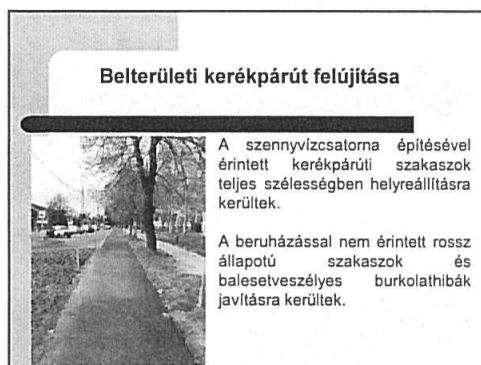 Belterületi kerékpárút felújítása
A szennyvízcsatorna építésével
érintett kerékpárúti szakaszok
teljes szélességben helyreállításra
kerültek.
A beruházással nem érintett rossz
állapotú szakaszok és
balesetveszélyes burkolathibák
javításra kerültek.